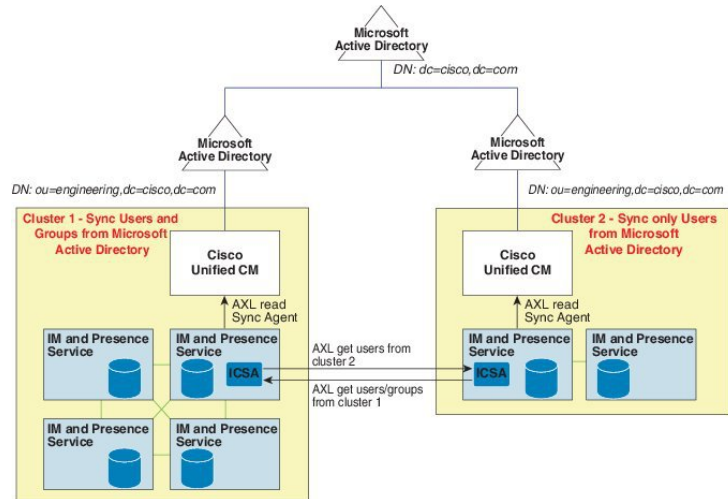 Microsoft
Active Directory
DN: dc=cisco,dc=com
Microsoft
Active Directory
Microsoft
Active Directory
DN: ou=engineering,dc=cisco,dc=com
DN: ou=engineering,dc=cisco,dc=com
Cluster 1 - Sync Users and
Groups from Microsoft
Active Directory
Cisco
Unified CM
AXL read
Sync Agent
IM and Presence
Service
IM and Presence
Service
ICSA
IM and Presence
Service
IM and Presence
Service
AXL get users from
cluster 2
AXL get users/groups
from cluster 1
Cluster 2 - Sync only Users
from Microsoft
Active Directory
Cisco
Unified CM
AXL read
Sync Agent
IM and Presence
Service
ICSA
IM and Presence
Service